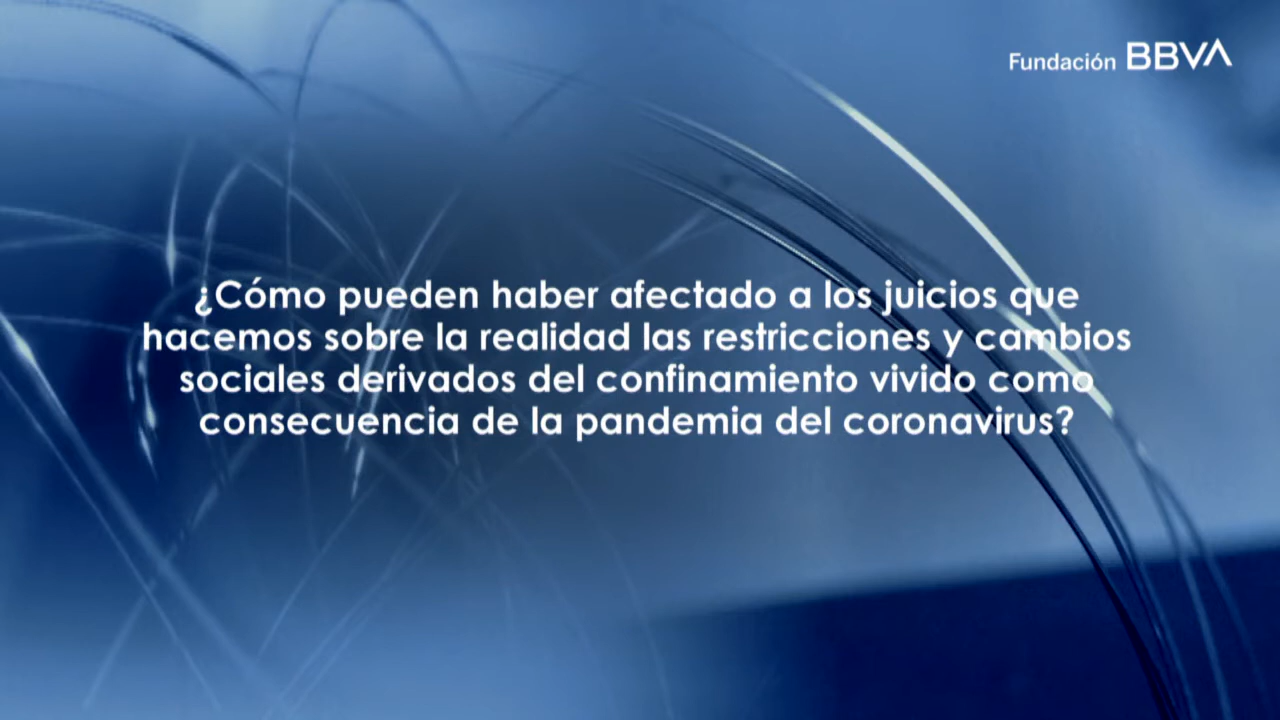 Fundación BBVA
¿Cómo pueden haber afectado a los juicios que
hacemos sobre la realidad las restricciones y cambios
sociales derivados del confinamiento vivido como
consecuencia de la pandemia del coronavirus?